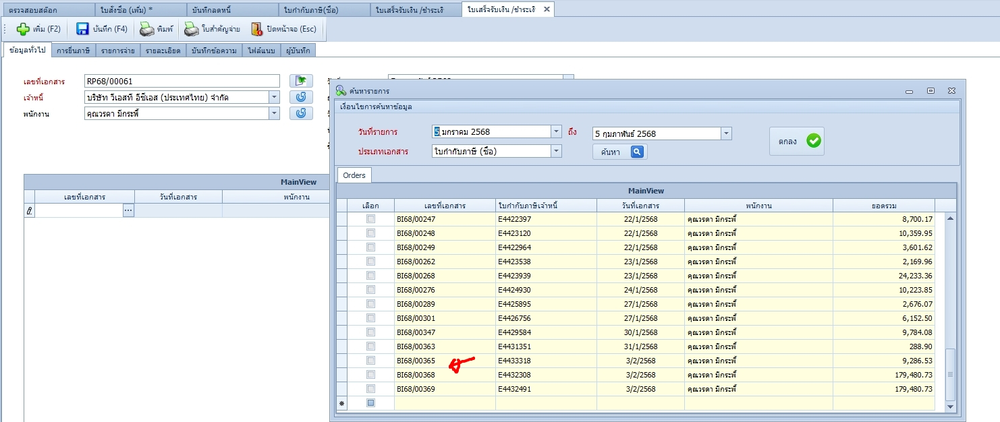 ตรวจสอบสต๊อก ใบสั่งซื้อ (เพิ่ม) * บันทึกลดหนี้ ใบกำกับภาษี(ซื้อ) ใบเสร็จรับเงิน /ชำระเงิ ใบเสร็จรับเงิน /ชำระเงิ
เพิ่ม (F2) บันทึก (F4) พิมพ์ ใบสำคัญจ่าย ปิดหน้าจอ (Esc)
ข้อมูลทั่วไป การยื่นภาษี รายการจ่าย รายละเอียด บันทึกข้อความ ไฟล์แนบ ผู้บันทึก
เลขที่เอกสาร RP68/00061
เจ้าหนี้ บริษัท วีเอสที อีซีเอส (ประเทศไทย) จำกัด
พนักงาน คุณวรดา มีกระพี้
MainView
เลขที่เอกสาร วันที่เอกสาร พนักงาน
ค้นหารายการ
เงื่อนไขการค้นหาข้อมูล
วันที่รายการ 5 มกราคม 2568 ถึง 5 กุมภาพันธ์ 2568 ตกลง
ประเภทเอกสาร ใบกำกับภาษี (ซื้อ) ค้นหา
Orders
MainView
เลือก เลขที่เอกสาร ใบกำกับภาษีเจ้าหนี้ วันที่เอกสาร พนักงาน ยอดรวม
BI68/00247 E4422397 22/1/2568 คุณวรดา มีกระพี้ 8,700.17
BI68/00248 E4423120 22/1/2568 คุณวรดา มีกระพี้ 10,359.95
BI68/00249 E4422964 22/1/2568 คุณวรดา มีกระพี้ 3,601.62
BI68/00262 E4423538 23/1/2568 คุณวรดา มีกระพี้ 2,169.96
BI68/00268 E4423939 23/1/2568 คุณวรดา มีกระพี้ 24,233.36
BI68/00276 E4424930 24/1/2568 คุณวรดา มีกระพี้ 10,223.85
BI68/00289 E4425895 27/1/2568 คุณวรดา มีกระพี้ 2,676.07
BI68/00301 E4426756 27/1/2568 คุณวรดา มีกระพี้ 6,152.50
BI68/00347 E4429584 30/1/2568 คุณวรดา มีกระพี้ 9,784.08
BI68/00363 E4431351 31/1/2568 คุณวรดา มีกระพี้ 288.90
BI68/00365 E4433318 3/2/2568 คุณวรดา มีกระพี้ 9,286.53
BI68/00368 E4432308 3/2/2568 คุณวรดา มีกระพี้ 179,480.73
BI68/00369 E4432491 3/2/2568 คุณวรดา มีกระพี้ 179,480.73